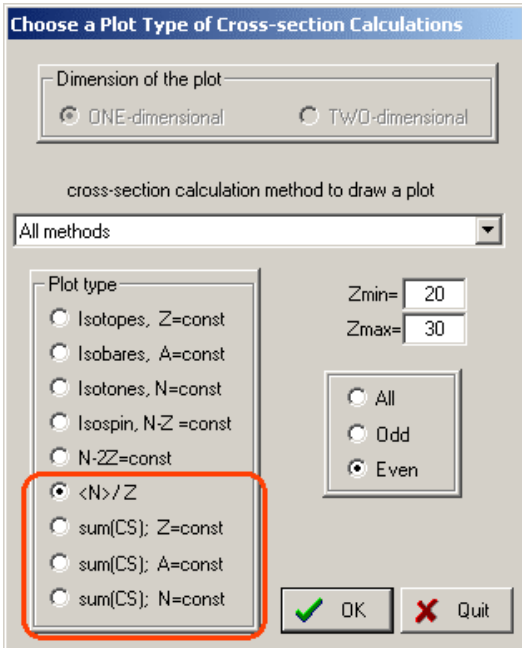 Choose a Plot Type of Cross-section Calculations
Dimension of the plot
ONE-dimensional TWO-dimensional
cross-section calculation method to draw a plot
All methods
Plot type
Isotopes, Z=const
Isobares, A=const
Isotones, N=const
Isospin, N-Z =const
N-2Z=const
<N>/ Z
sum(CS); Z=const
sum(CS); A=const
sum(CS); N=const
Zmin= 20
Zmax= 30
All
Odd
Even
OK Quit